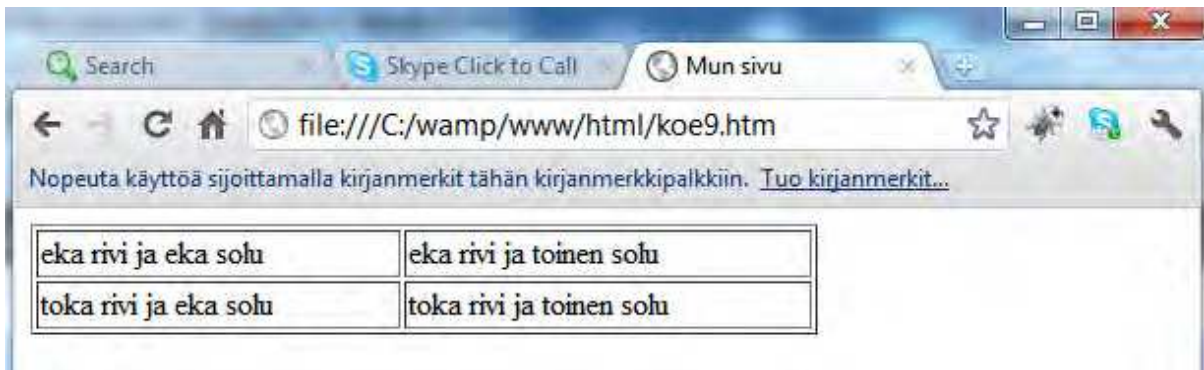 Search Skype Click to Call Mun sivu
file:///C:/wamp/www/html/koe9.htm
Nopeuta käyttöä sijoittamalla kirjanmerkit tähän kirjanmerkkipalkkiin. Tuo kirjanmerkit...
eka rivi ja eka solu eka rivi ja toinen solu
toka rivi ja eka solu toka rivi ja toinen solu